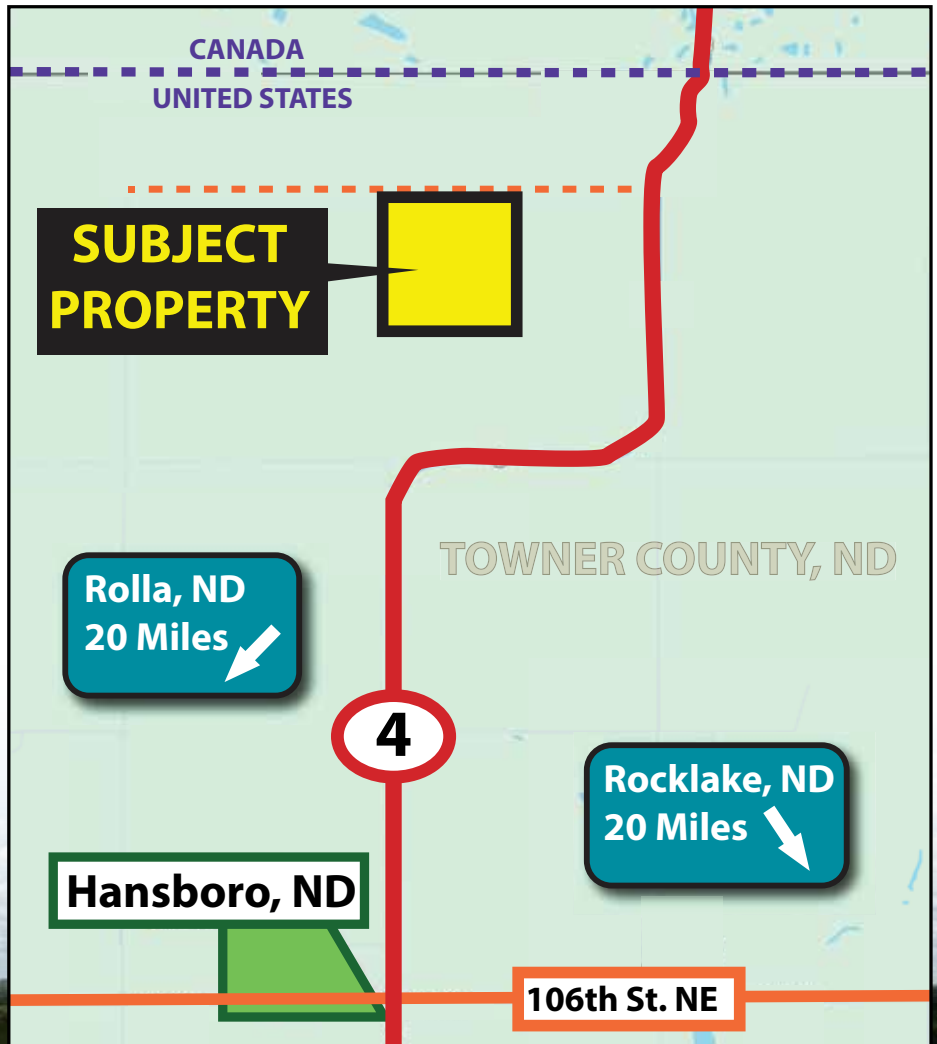 CANADA
UNITED STATES
SUBJECT
PROPERTY
TOWNER COUNTY, ND
Rolla, ND
20 Miles
4
Rocklake, ND
20 Miles
Hansboro, ND
106th St. NE